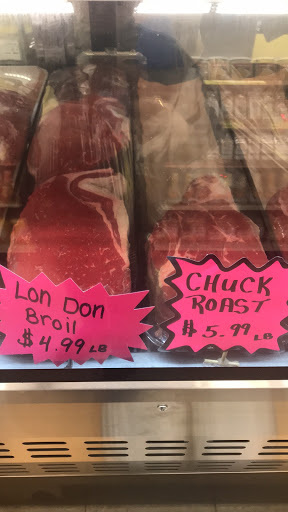 Lon Don
Broil
$4.99 LB
CHUCK
ROAST
$5.99 LB